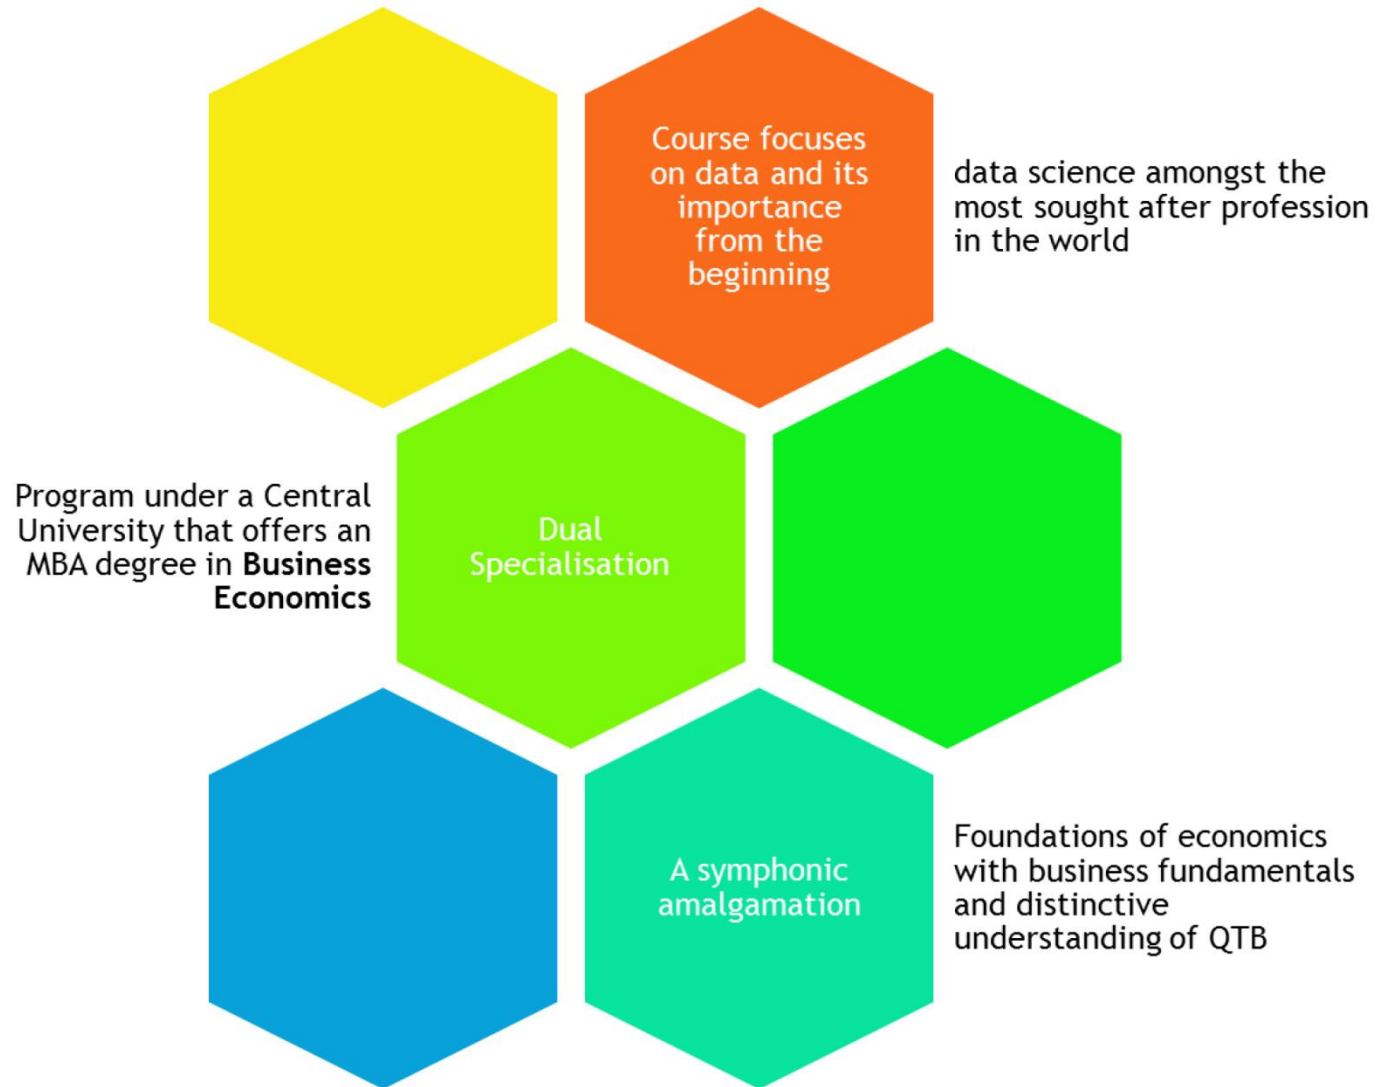 Course focuses
on data and its
importance
from the
beginning
data science amongst the
most sought after profession
in the world
Program under a Central
University that offers an
MBA degree in Business
Economics
Dual
Specialisation
A symphonic
amalgamation
Foundations of economics
with business fundamentals
and distinctive
understanding of QTB